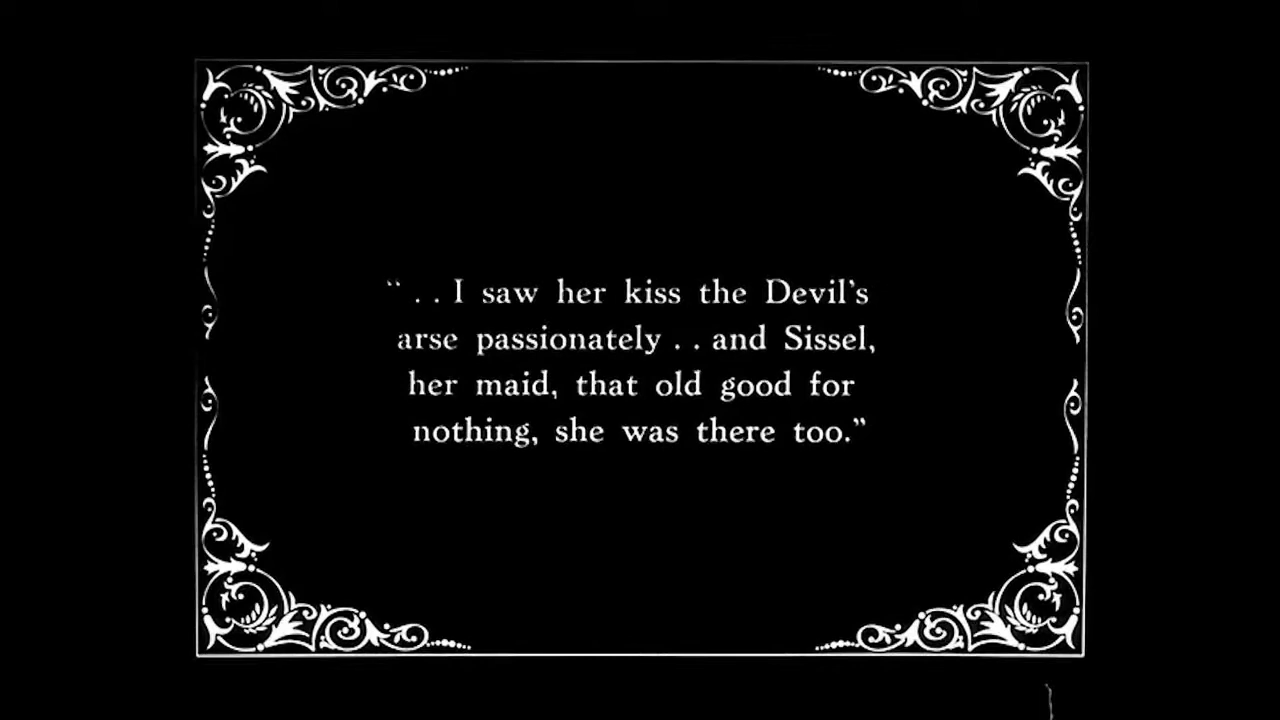 “ . . I saw her kiss the Devil’s
arse passionately . . and Sissel,
her maid, that old good for
nothing, she was there too.”